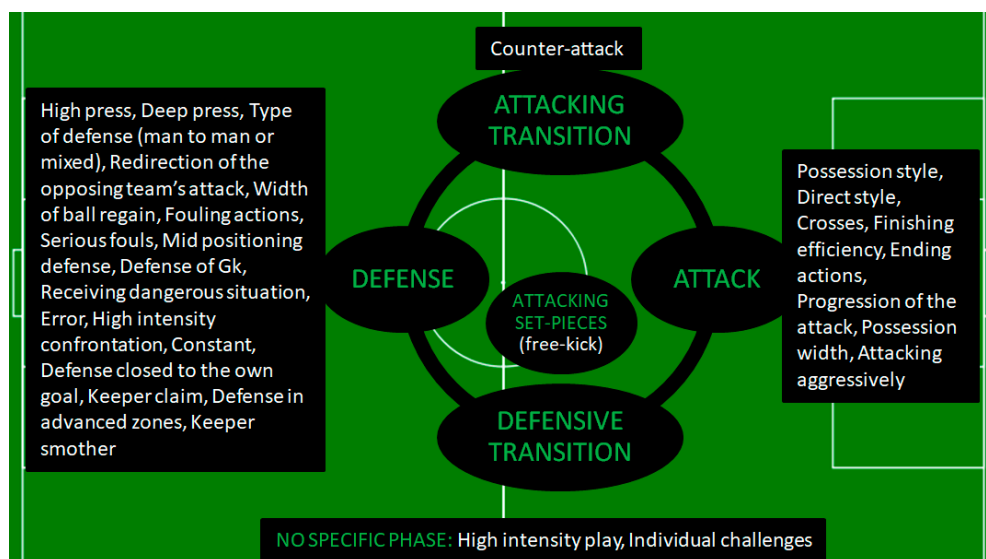 Counter-attack
ATTACKING
TRANSITION
High press, Deep press, Type
of defense (man to man or
mixed), Redirection of the
opposing team's attack, Width
of ball regain, Fouling actions,
Serious fouls, Mid positioning
defense, Defense of Gk,
Receiving dangerous situation,
Error, High intensity
confrontation, Constant,
Defense closed to the own
goal, Keeper claim, Defense in
advanced zones, Keeper
smother
DEFENSE
ATTACKING
SET-PIECES
(free-kick)
ATTACK
Possession style,
Direct style,
Crosses, Finishing
efficiency, Ending
actions,
Progression of the
attack, Possession
width, Attacking
aggressively
DEFENSIVE
TRANSITION
NO SPECIFIC PHASE: High intensity play, Individual challenges